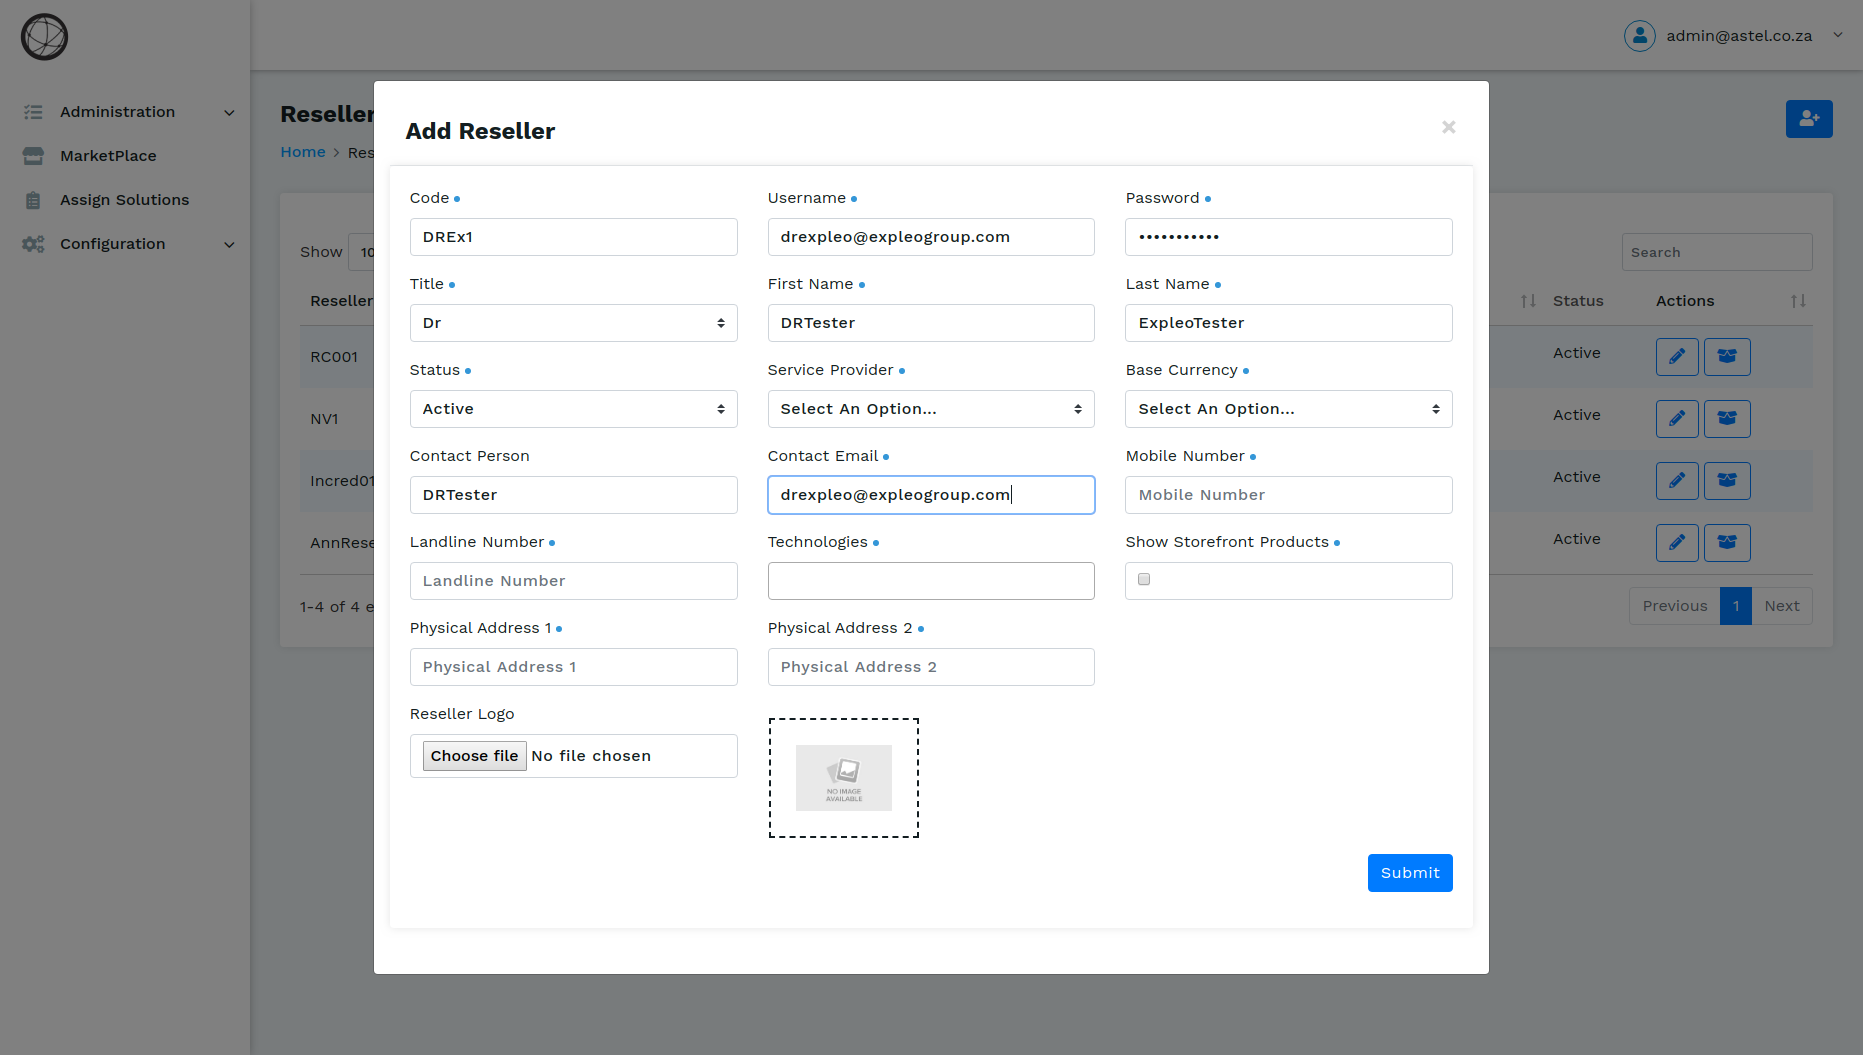 admin@astel.co.za
Administration
MarketPlace
Assign Solutions
Configuration
Reseller
Home > Res
Show 10
Search
Reseller
Status
Actions
RC001
Active
NV1
Active
Incred01
Active
AnnRese
Active
1-4 of 4 e
Previous 1 Next
Add Reseller
×
Code
Username
Password
DREx1
drexpleo@expleogroup.com
•••••••••••
Title
First Name
Last Name
Dr
DRTester
ExpleoTester
Status
Service Provider
Base Currency
Active
Select An Option...
Select An Option...
Contact Person
Contact Email
Mobile Number
DRTester
drexpleo@expleogroup.com
Mobile Number
Landline Number
Technologies
Show Storefront Products
Landline Number
Physical Address 1
Physical Address 2
Physical Address 1
Physical Address 2
Reseller Logo
Choose file No file chosen
NO IMAGE
AVAILABLE
Submit